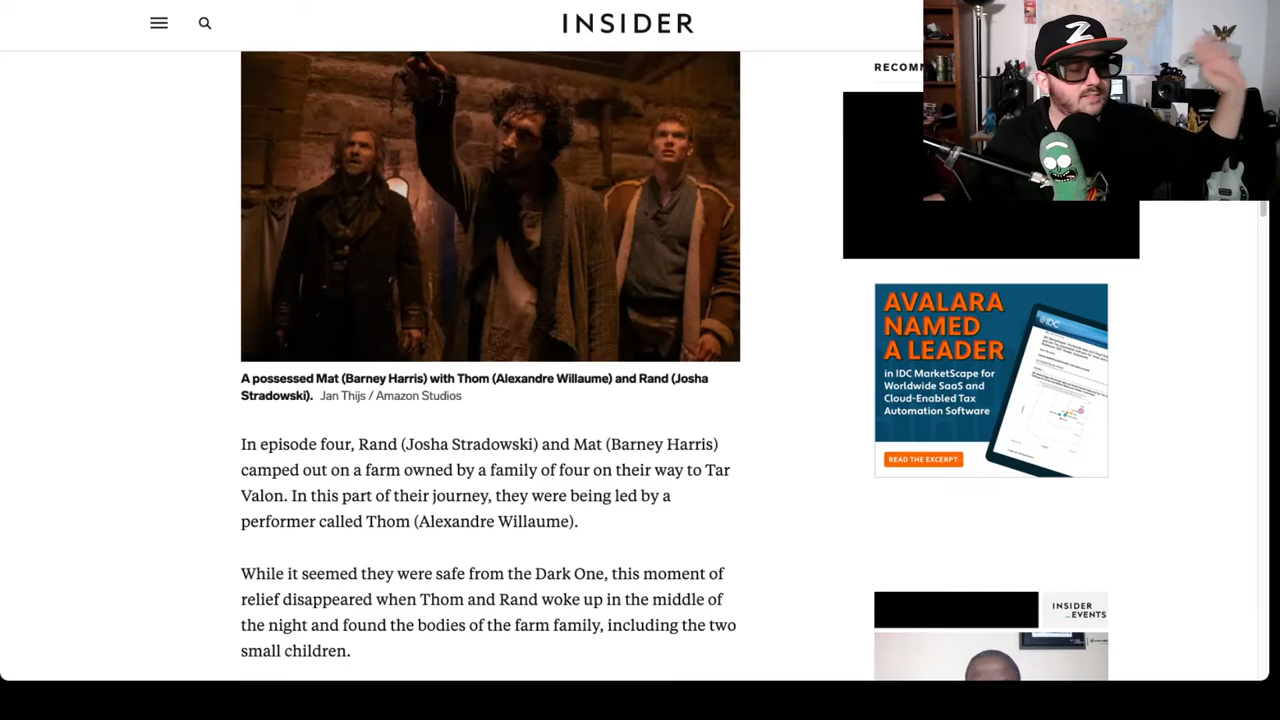 INSIDER
RECOMM
A possessed Mat (Barney Harris) with Thom (Alexandre Willaume) and Rand (Josha
Stradowski). Jan Thijs / Amazon Studios
In episode four, Rand (Josha Stradowski) and Mat (Barney Harris)
camped out on a farm owned by a family of four on their way to Tar
Valon. In this part of their journey, they were being led by a
performer called Thom (Alexandre Willaume).
While it seemed they were safe from the Dark One, this moment of
relief disappeared when Thom and Rand woke up in the middle of
the night and found the bodies of the farm family, including the two
small children.
AVALARA
NAMED
A LEADER
in IDC MarketScape for
Worldwide SaaS and
Cloud-Enabled Tax
Automation Software
READ THE EXCERPT
IDC
INSIDER
EVENTS
Z